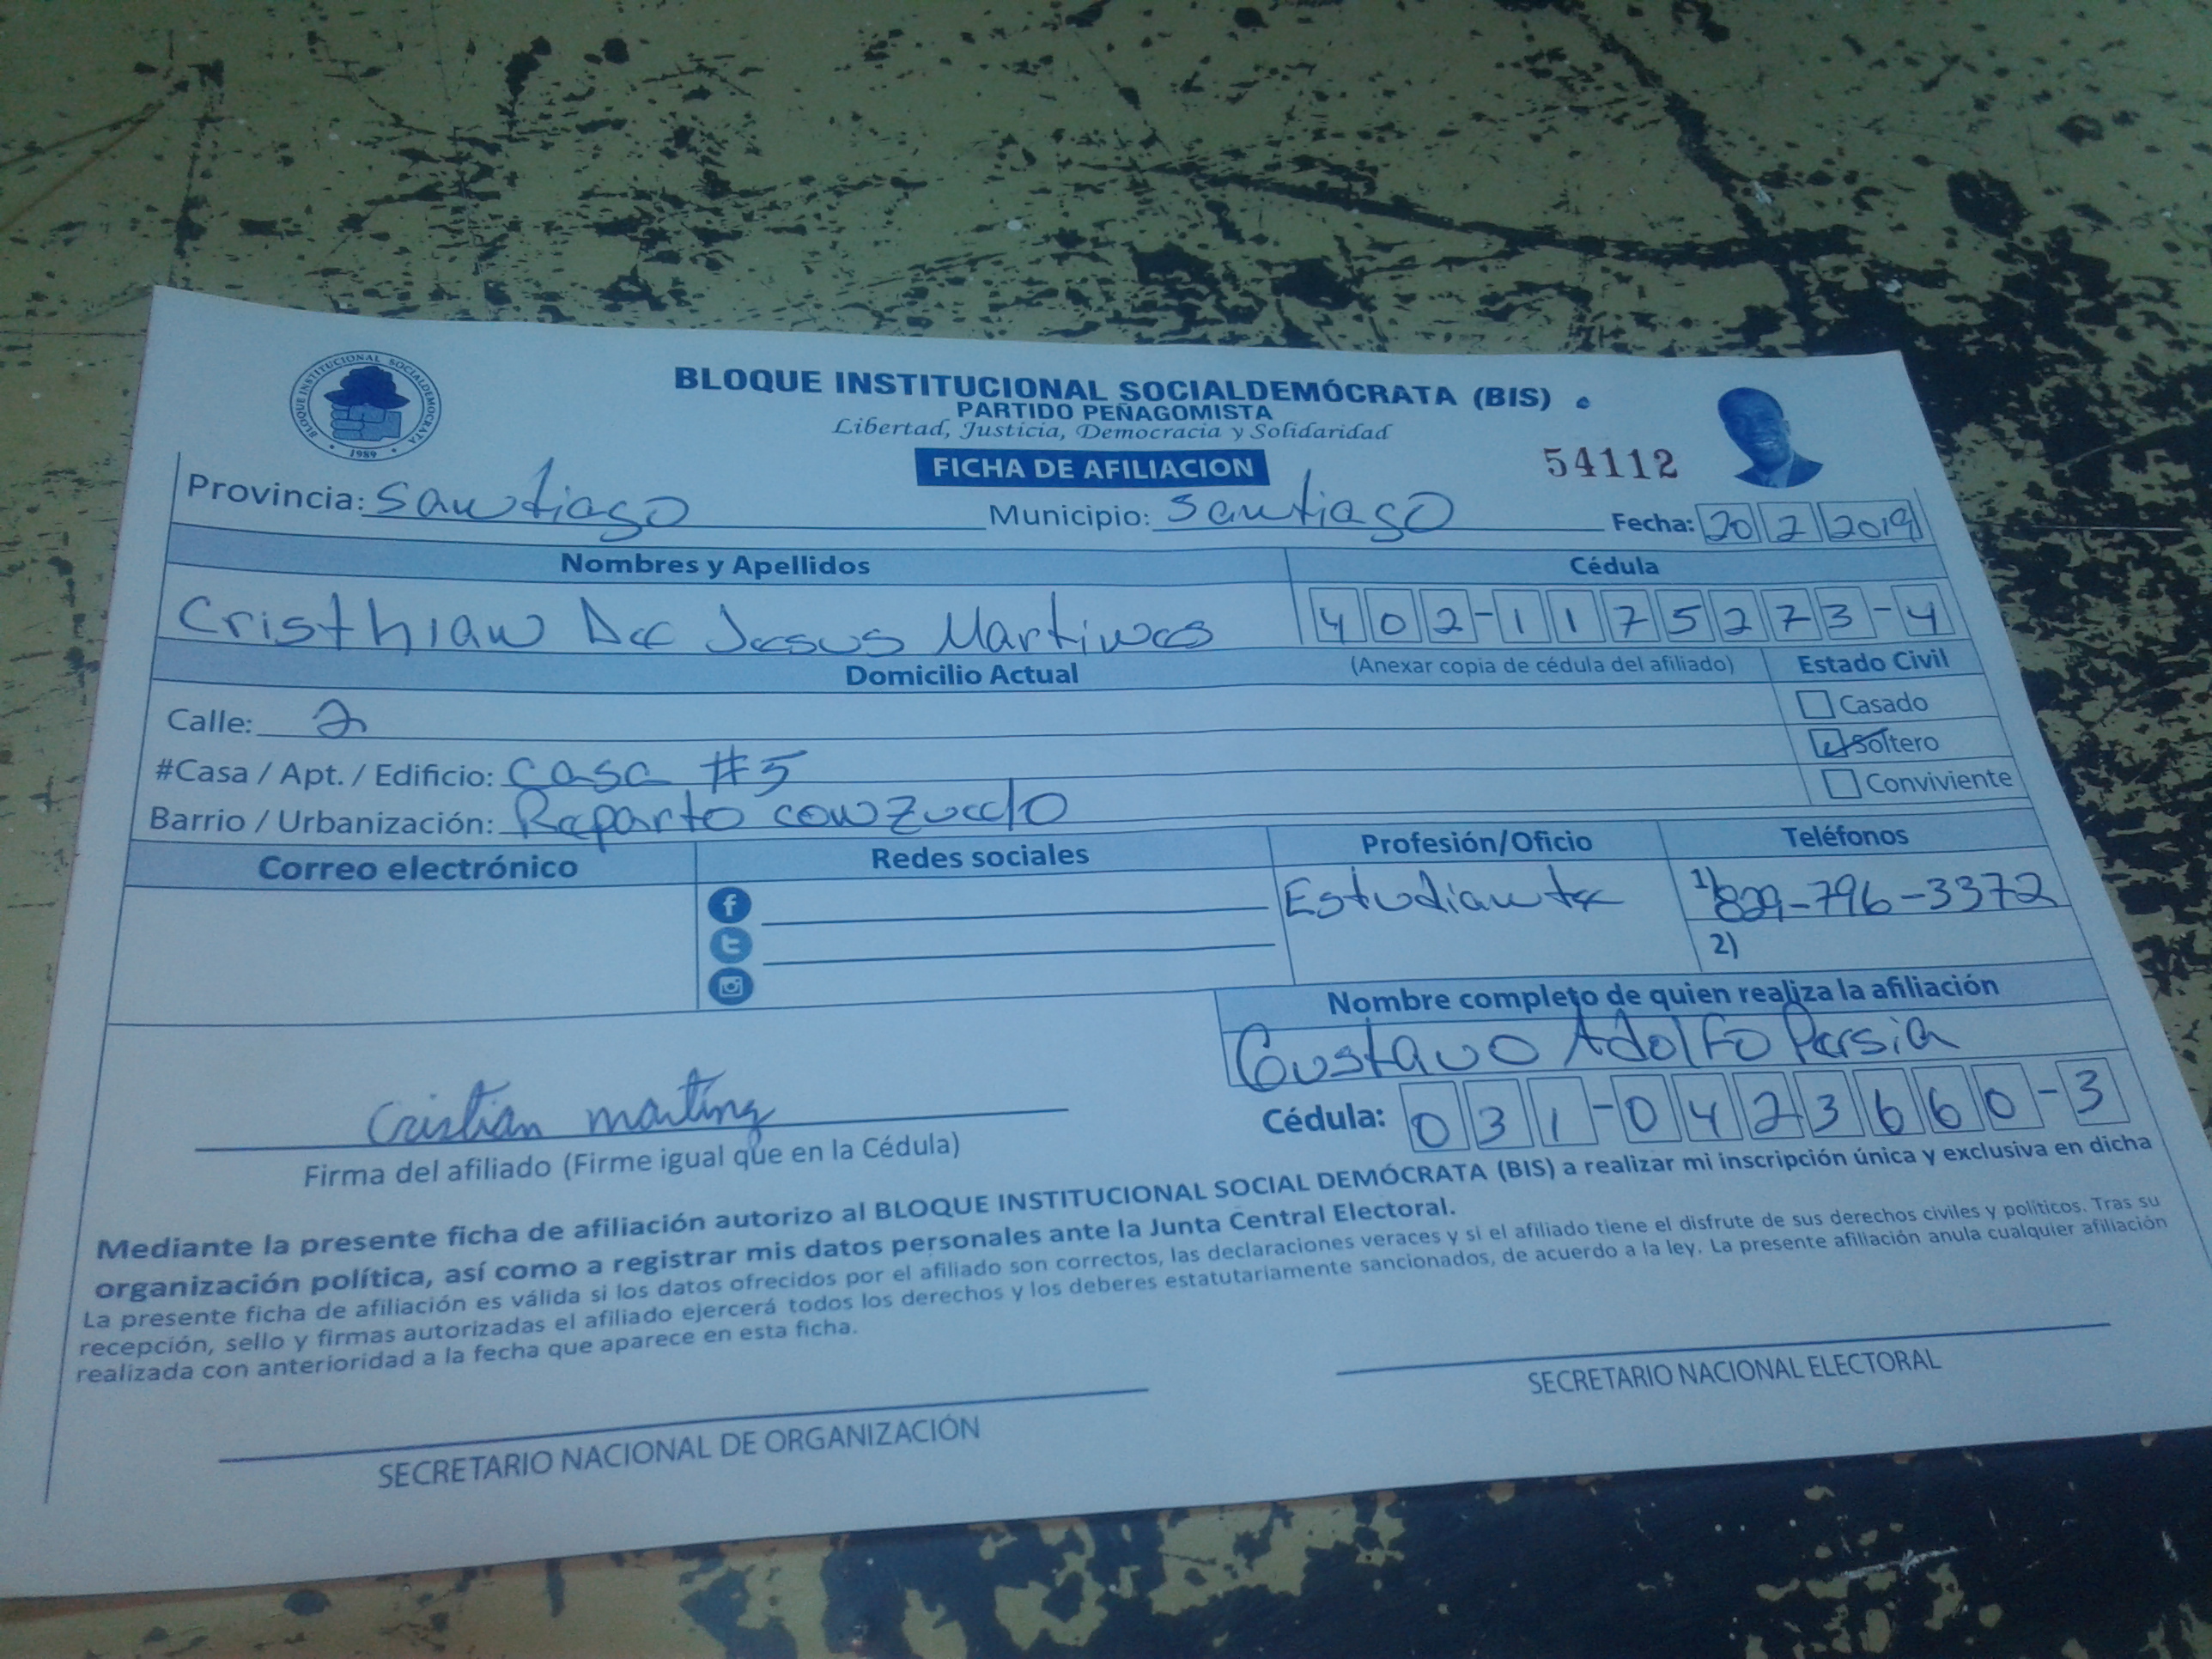 BLOQUE INSTITUCIONAL SOCIALDEMOCRATA
1989
BLOQUE INSTITUCIONAL SOCIALDEMÓCRATA (BIS)
PARTIDO PEÑAGOMISTA
Libertad, Justicia, Democracia y Solidaridad
FICHA DE AFILIACION
54112
Provincia: Santiago Municipio: Santiago Fecha: 20 2 2019
Nombres y Apellidos Cédula
Cristhian De Jesus Martines 402-1175273-4
Domicilio Actual (Anexar copia de cédula del afiliado) Estado Civil
Calle: 2 Casado
Soltero
#Casa / Apt. / Edificio: Casa #5 Conviviente
Barrio / Urbanización: Reparto
Correo electrónico Redes sociales Profesión/Oficio Teléfonos
Estudiante 1) 829-796-3372
2)
Nombre completo de quien realiza la afiliación
Gustavo Adolfo Persia
Cédula: 031-0423660-3
Cristian
Firma del afiliado (Firme igual que en la Cédula)
Mediante la presente ficha de afiliación autorizo al BLOQUE INSTITUCIONAL SOCIAL DEMÓCRATA (BIS) a realizar mi inscripción única y exclusiva en dicha
organización política, así como a registrar mis datos personales ante la Junta Central Electoral.
La presente ficha de afiliación es válida si los datos ofrecidos por el afiliado son correctos, las declaraciones veraces y si el afiliado tiene el disfrute de sus derechos civiles y políticos. Tras su
recepción, sello y firmas autorizadas el afiliado ejercerá todos los derechos y los deberes estatutariamente sancionados, de acuerdo a la ley. La presente afiliación anula cualquier afiliación
realizada con anterioridad a la fecha que aparece en esta ficha.
SECRETARIO NACIONAL DE ORGANIZACIÓN
SECRETARIO NACIONAL ELECTORAL